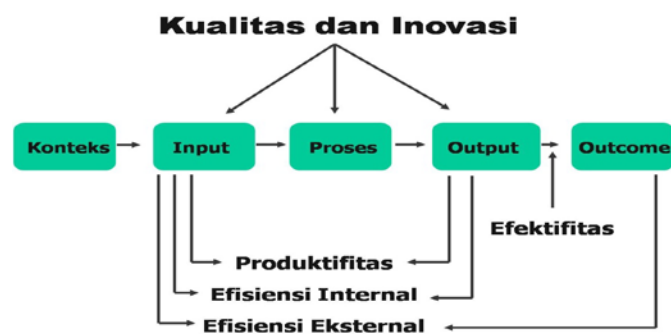 Kualitas dan Inovasi
Konteks
Input
Proses
Output
Outcome
Efektifitas
Produktifitas
Efisiensi Internal
Efisiensi Eksternal